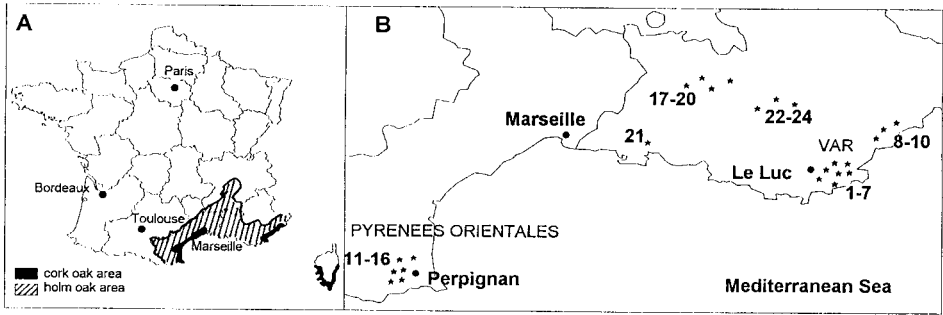 A
Paris
Bordeaux
Toulouse
Marseille
cork oak area
holm oak area
B
17-20
Marseille
22-24
21
VAR
8-10
Le Luc
1-7
PYRENEES ORIENTALES
11-16
Perpignan
Mediterranean Sea